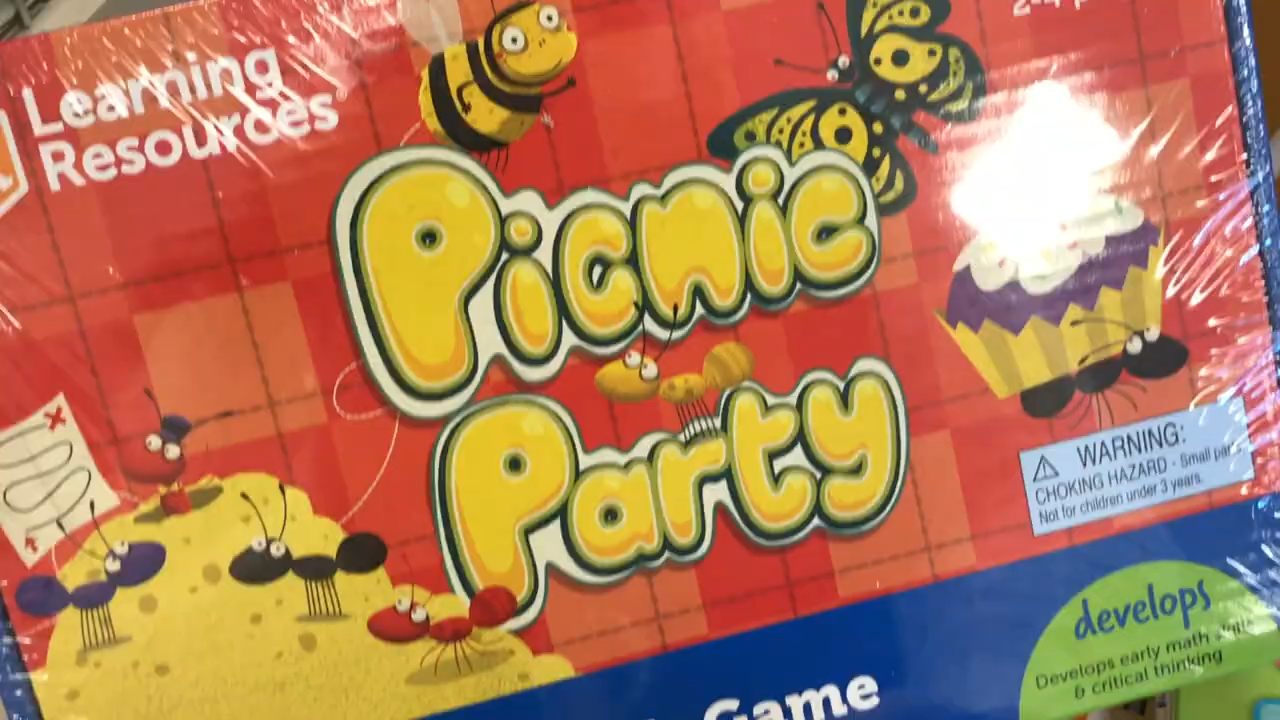 Learning
Resources
Picnic
Party
WARNING:
CHOKING HAZARD - Small parts
Not for children under 3 years.
develops
Develops early math skills
& critical thinking
Game